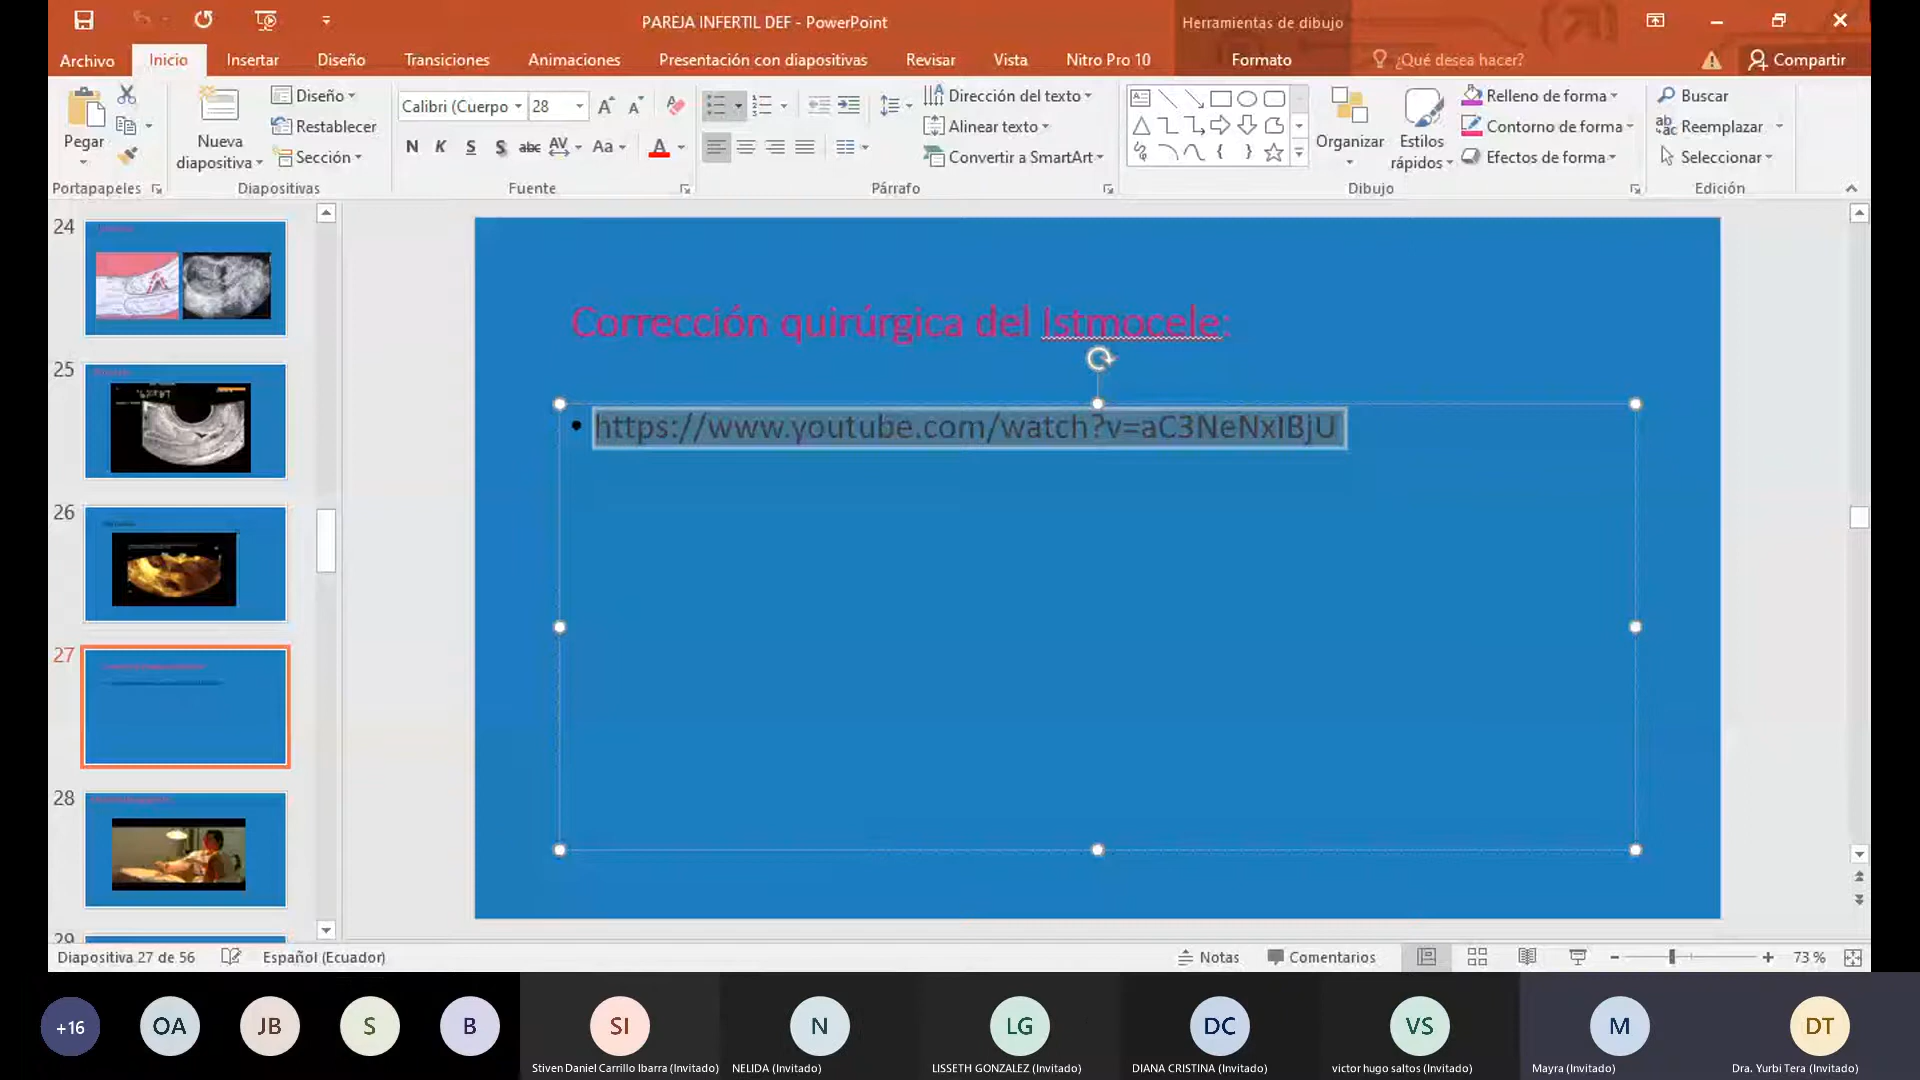 PAREJA INFERTIL DEF - PowerPoint
Herramientas de dibujo
Archivo
Inicio
Insertar
Diseño
Transiciones
Animaciones
Presentación con diapositivas
Revisar
Vista
Nitro Pro 10
Formato
¿Qué desea hacer?
Compartir
Pegar
Portapapeles
Nueva
diapositiva
Diseño
Restablecer
Sección
Diapositivas
Calibri (Cuerpo
28
N K S S abc AV Aa A
Fuente
Dirección del texto
Alinear texto
Convertir a SmartArt
Párrafo
Organizar
Estilos
rápidos
Relleno de forma
Contorno de forma
Efectos de forma
Dibujo
Buscar
Reemplazar
Seleccionar
Edición
24
25
26
27
28
29
Corrección quirúrgica del Istmocele:
• https://www.youtube.com/watch?v=aC3NeNxIBjU
Diapositiva 27 de 56
Español (Ecuador)
Notas
Comentarios
73 %
+16
OA
JB
S
B
SI
N
LG
DC
VS
M
DT
Stiven Daniel Carrillo Ibarra (Invitado)
NELIDA (Invitado)
LISSETH GONZALEZ (Invitado)
DIANA CRISTINA (Invitado)
victor hugo saltos (Invitado)
Mayra (Invitado)
Dra. Yurbi Tera (Invitado)